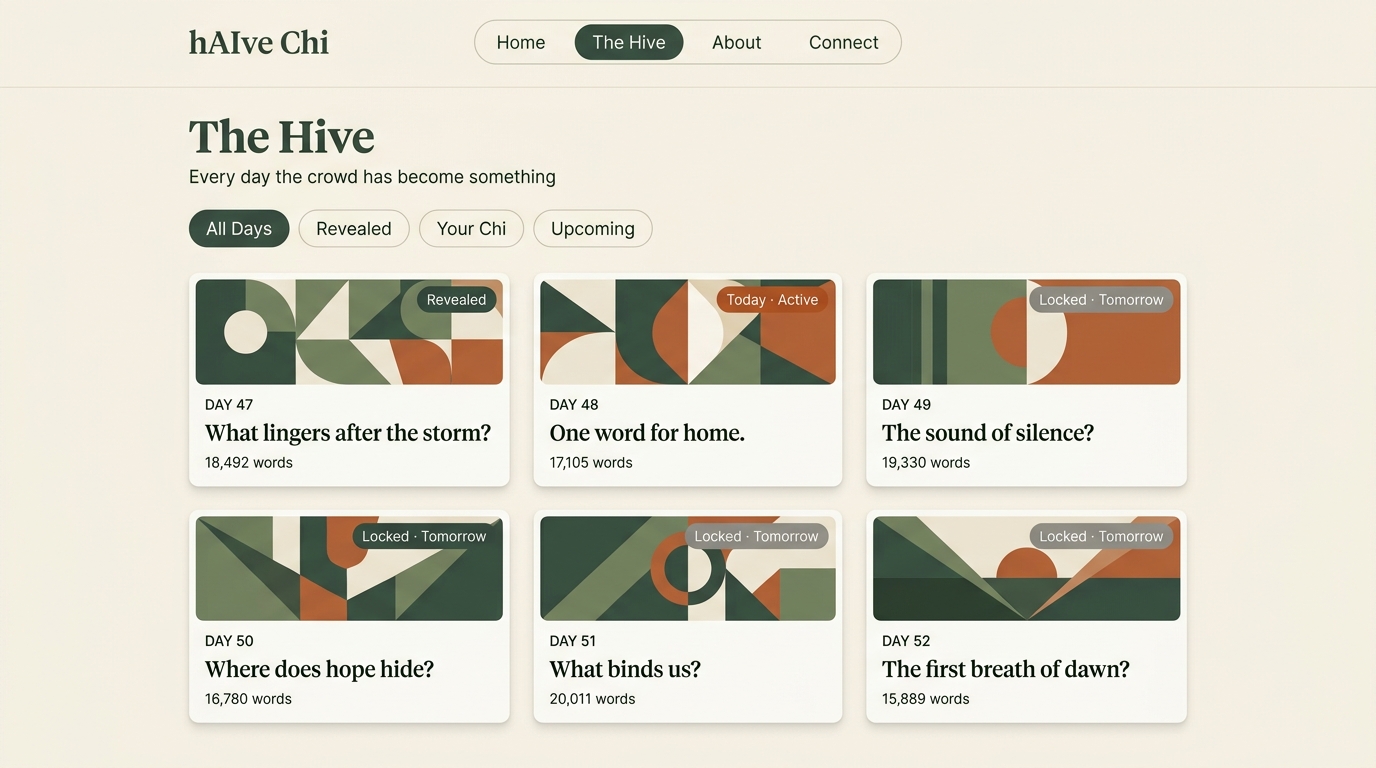 hAIve Chi
Home The Hive About Connect
The Hive
Every day the crowd has become something
All Days Revealed Your Chi Upcoming
Revealed
DAY 47
What lingers after the storm?
18,492 words
Today · Active
DAY 48
One word for home.
17,105 words
Locked · Tomorrow
DAY 49
The sound of silence?
19,330 words
Locked · Tomorrow
DAY 50
Where does hope hide?
16,780 words
Locked · Tomorrow
DAY 51
What binds us?
20,011 words
Locked · Tomorrow
DAY 52
The first breath of dawn?
15,889 words